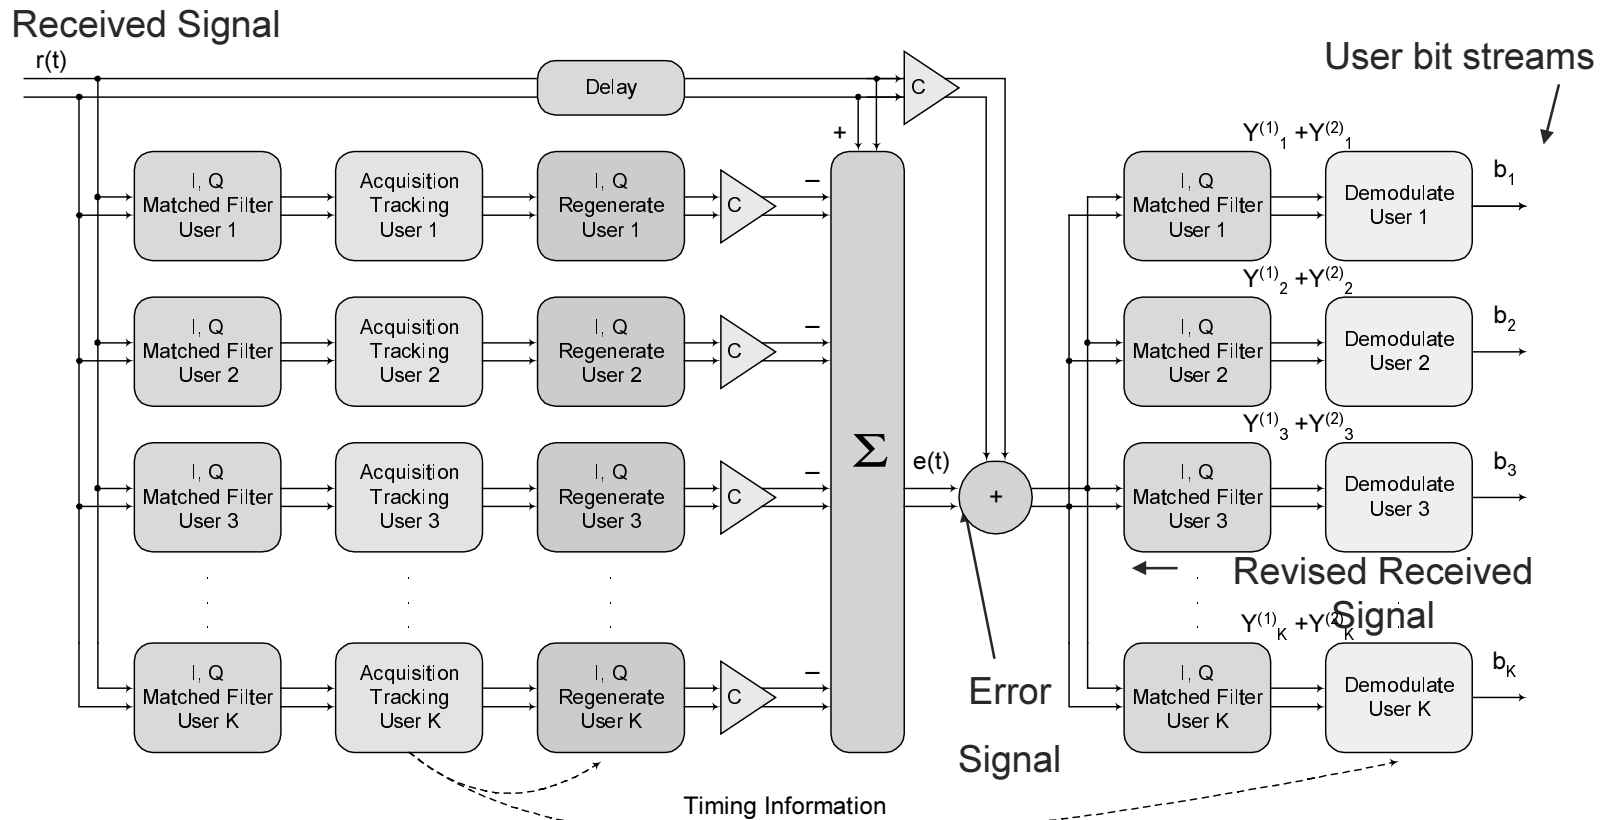 Received Signal
r(t)
User bit streams
Delay
C
+
Y(1)1 +Y(2)1
I, Q
Matched Filter
User 1
Acquisition
Tracking
User 1
I, Q
Regenerate
User 1
C
–
I, Q
Matched Filter
User 1
Demodulate
User 1
b1
Y(1)2 +Y(2)2
I, Q
Matched Filter
User 2
Acquisition
Tracking
User 2
I, Q
Regenerate
User 2
C
–
I, Q
Matched Filter
User 2
Demodulate
User 2
b2
Y(1)3 +Y(2)3
I, Q
Matched Filter
User 3
Acquisition
Tracking
User 3
I, Q
Regenerate
User 3
C
–
Σ
e(t)
+
I, Q
Matched Filter
User 3
Demodulate
User 3
b3
Revised Received
Signal
Y(1)K +Y(2)K
I, Q
Matched Filter
User K
Acquisition
Tracking
User K
I, Q
Regenerate
User K
C
–
Error
Signal
I, Q
Matched Filter
User K
Demodulate
User K
bK
Timing Information